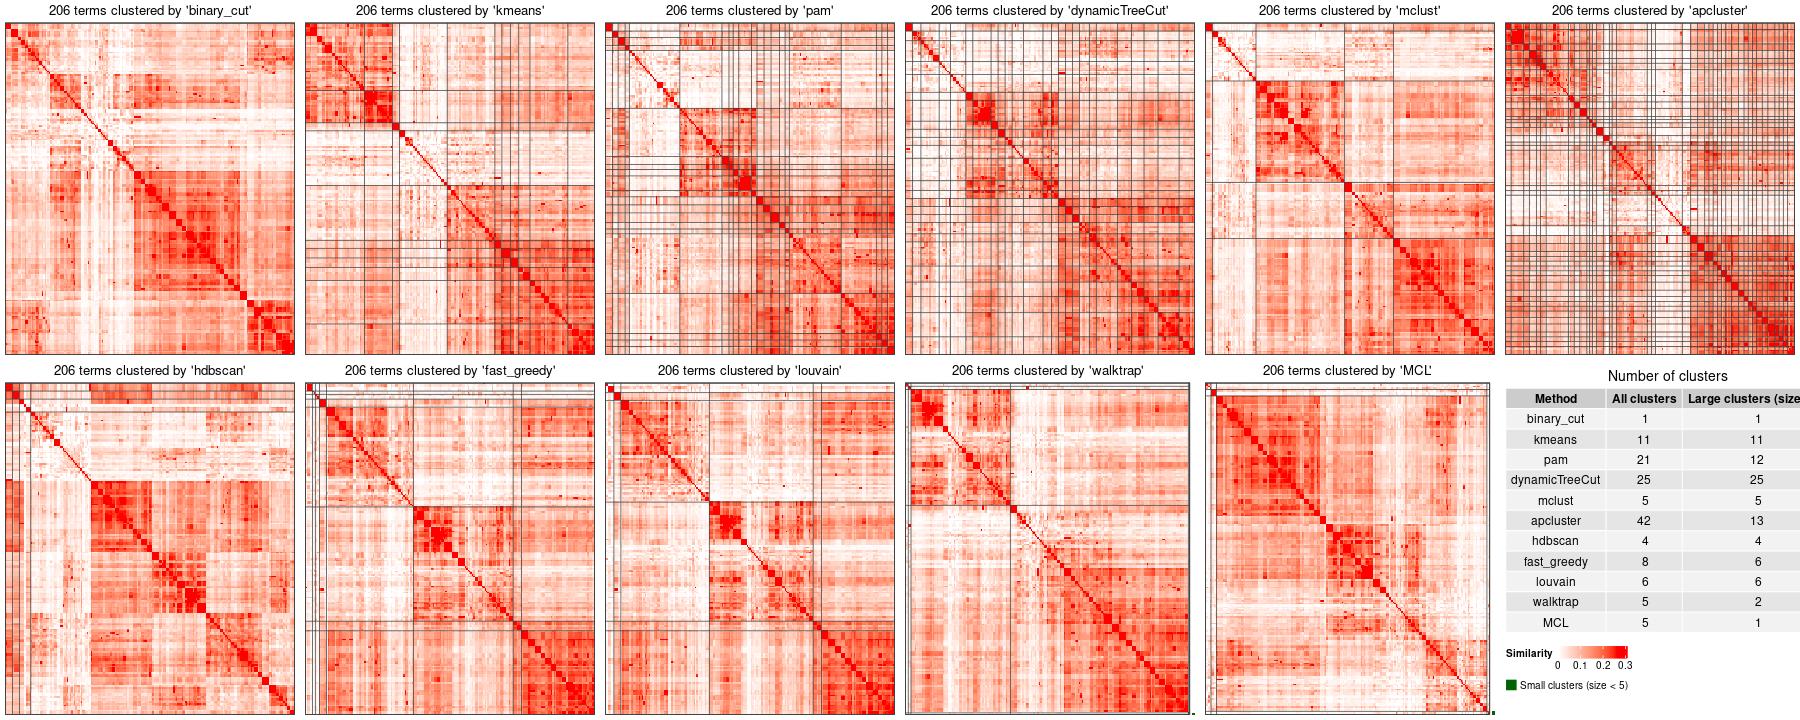 206 terms clustered by 'binary_cut'
206 terms clustered by 'kmeans'
206 terms clustered by 'pam'
206 terms clustered by 'dynamicTreeCut'
206 terms clustered by 'mclust'
206 terms clustered by 'apcluster'
206 terms clustered by 'hdbscan'
206 terms clustered by 'fast_greedy'
206 terms clustered by 'louvain'
206 terms clustered by 'walktrap'
206 terms clustered by 'MCL'
Number of clusters
Method All clusters Large clusters (size
binary_cut 1 1
kmeans 11 11
pam 21 12
dynamicTreeCut 25 25
mclust 5 5
apcluster 42 13
hdbscan 4 4
fast_greedy 8 6
louvain 6 6
walktrap 5 2
MCL 5 1
Similarity
0 0.1 0.2 0.3
Small clusters (size < 5)